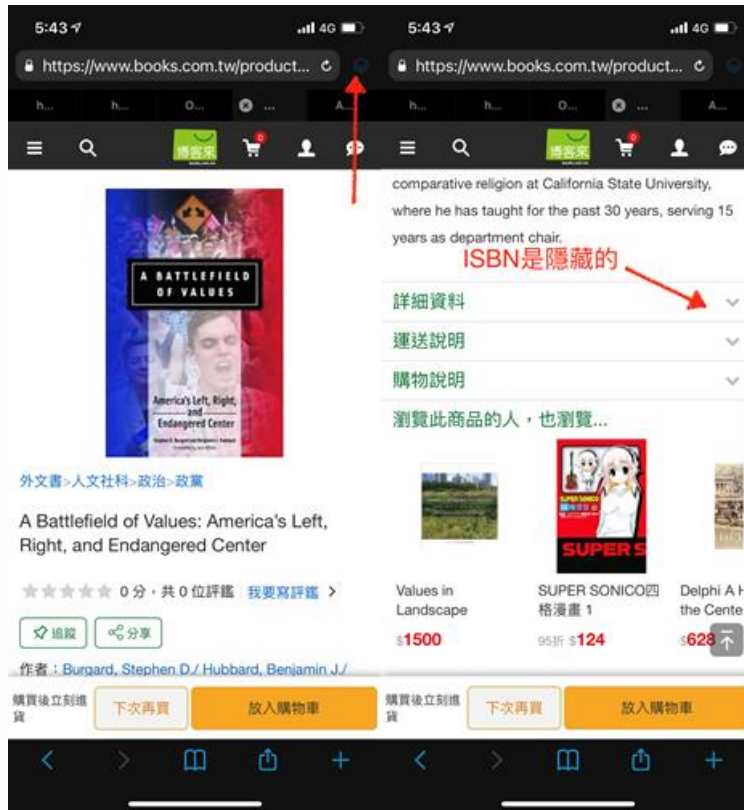 5:43
4G
https://www.books.com.tw/product...
h...
h...
O...
...
A...
博客來
0
A BATTLEFIELD
OF VALUES
America's Left, Right,
and
Endangered Center
外文書>人文社科>政治>政黨
A Battlefield of Values: America's Left,
Right, and Endangered Center
0 分,共 0 位評鑑 我要寫評鑑 >
追蹤
分享
作者:Burgard, Stephen D./ Hubbard, Benjamin J./
購買後立刻進
貨
下次再買
放入購物車
5:43
4G
https://www.books.com.tw/product...
h...
h...
O...
...
A...
博客來
0
comparative religion at California State University,
where he has taught for the past 30 years, serving 15
years as department chair.
ISBN是隱藏的
詳細資料
運送說明
購物說明
瀏覽此商品的人,也瀏覽...
SUPER S
Values in
Landscape
$1500
SUPER SONICO四
格漫畫 1
95折 $124
Delphi A H
the Cente
$628
購買後立刻進
貨
下次再買
放入購物車